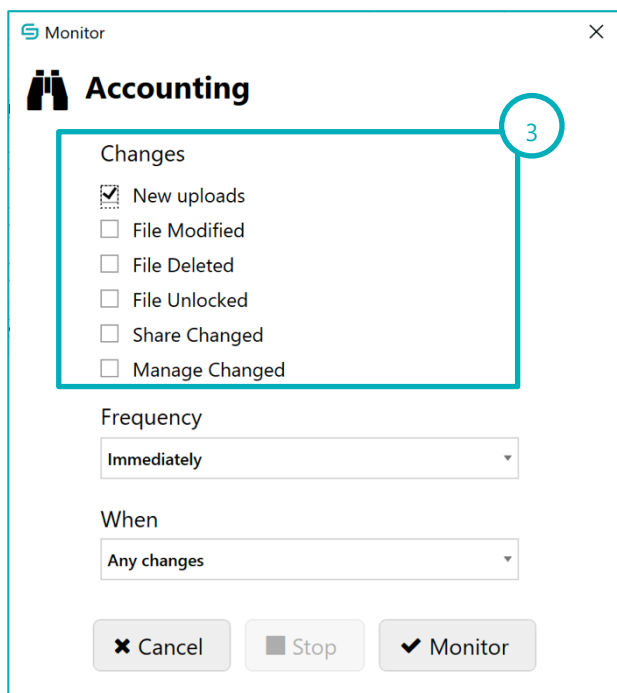 Monitor
Accounting
3
Changes
New uploads
File Modified
File Deleted
File Unlocked
Share Changed
Manage Changed
Frequency
Immediately
When
Any changes
Cancel Stop Monitor